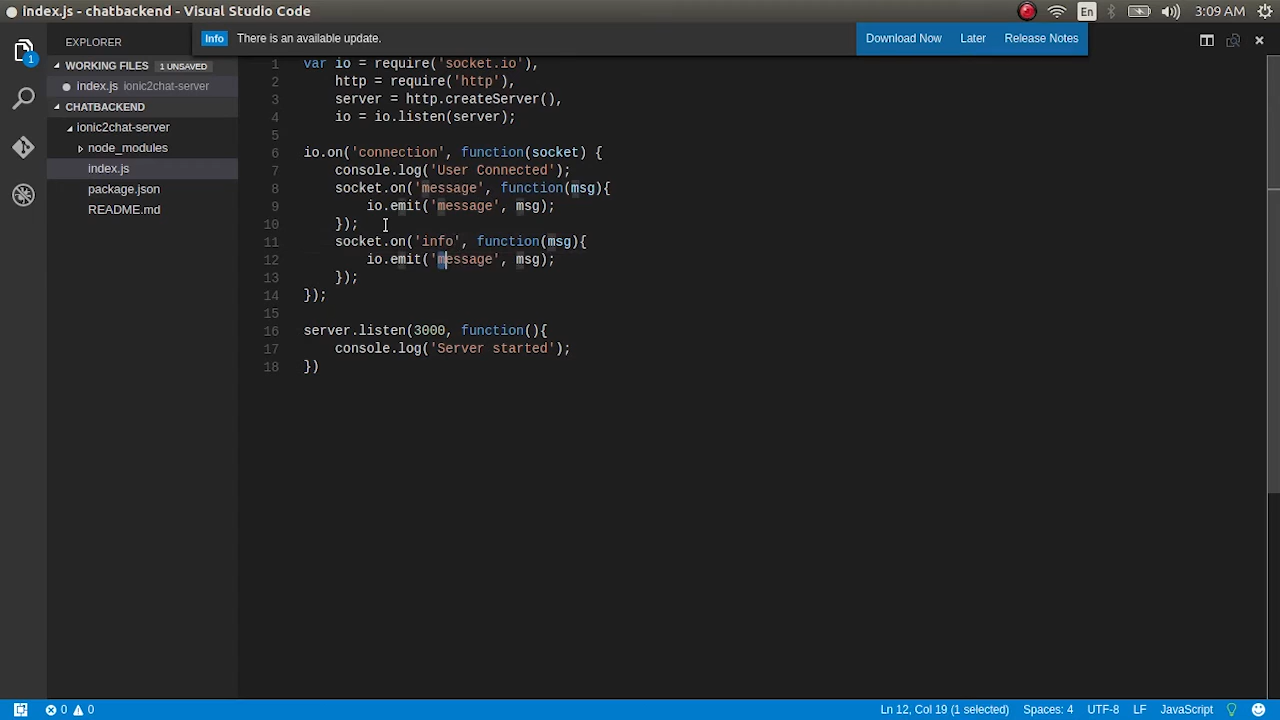 index.js - chatbackend - Visual Studio Code
En
3:09 AM
EXPLORER
Info There is an available update.
Download Now Later Release Notes
1
WORKING FILES 1 UNSAVED
index.js ionic2chat-server
CHATBACKEND
ionic2chat-server
node_modules
index.js
package.json
README.md
1 var io = require('socket.io'),
2 http = require('http'),
3 server = http.createServer(),
4 io = io.listen(server);
5
6 io.on('connection', function(socket) {
7 console.log('User Connected');
8 socket.on('message', function(msg){
9 io.emit('message', msg);
10 });
11 socket.on('info', function(msg){
12 io.emit('message', msg);
13 });
14 });
15
16 server.listen(3000, function(){
17 console.log('Server started');
18 })
0 0
Ln 12, Col 19 (1 selected) Spaces: 4 UTF-8 LF JavaScript